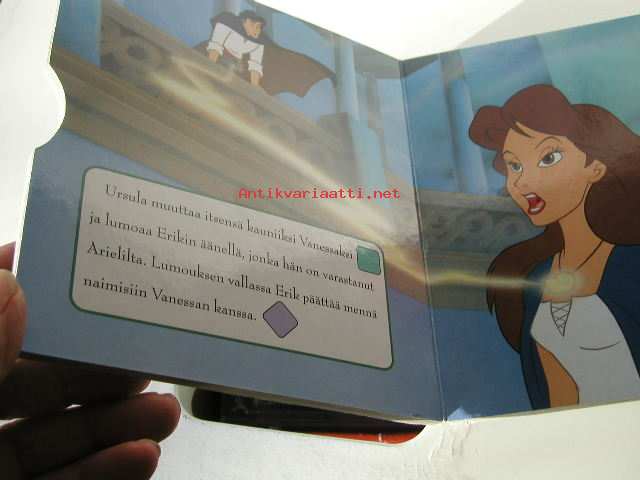 Antikvariaatti.net
Ursula muuttaa itsensä kauniiksi Vanessaksi
ja lumoaa Erikin äänellä, jonka hän on varastanut
Arielilta. Lumouksen vallassa Erik päättää mennä
naimisiin Vanessan kanssa.